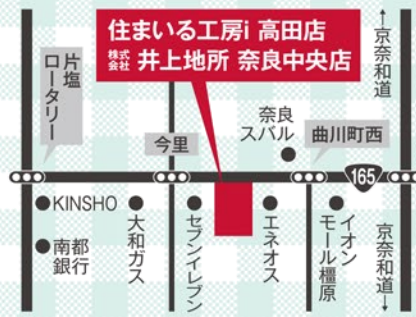 住まいる工房i 高田店
株式会社 井上地所 奈良中央店
←京奈和道
片塩
ロータリー
今里
奈良
スバル
曲川町西
165
KINSHO
南都
銀行
大和ガス
セブンイレブン
エネオス
イオン
モール橿原
京奈和道→